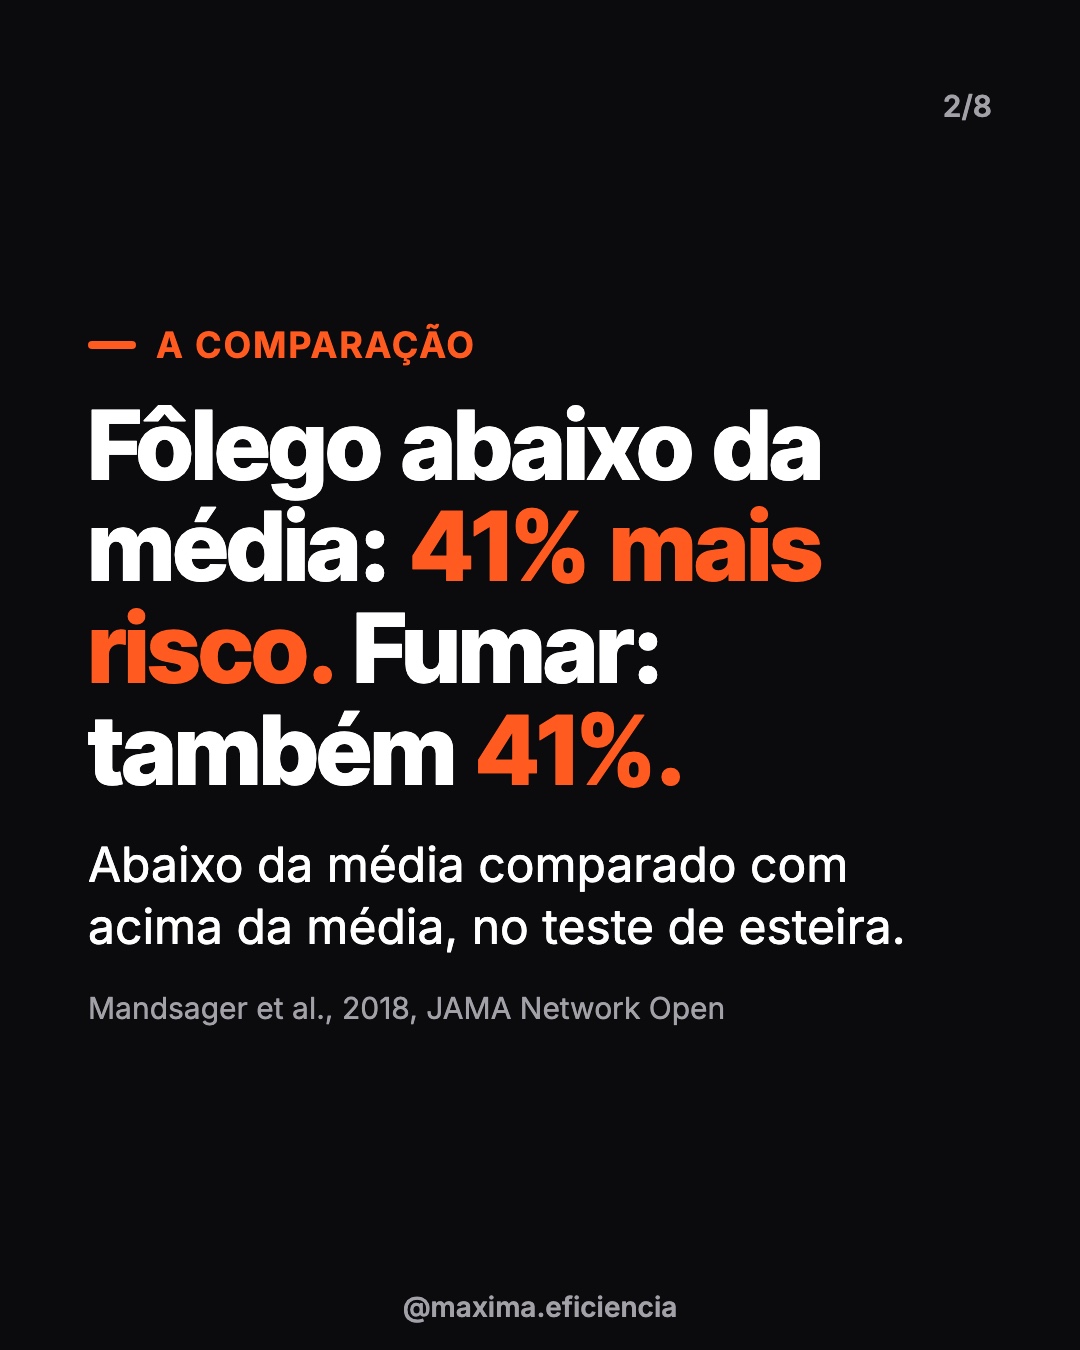 2/8
A COMPARAÇÃO
Fôlego abaixo da
média: 41% mais
risco. Fumar:
também 41%.
Abaixo da média comparado com
acima da média, no teste de esteira.
Mandsager et al., 2018, JAMA Network Open
@maxima.eficiencia